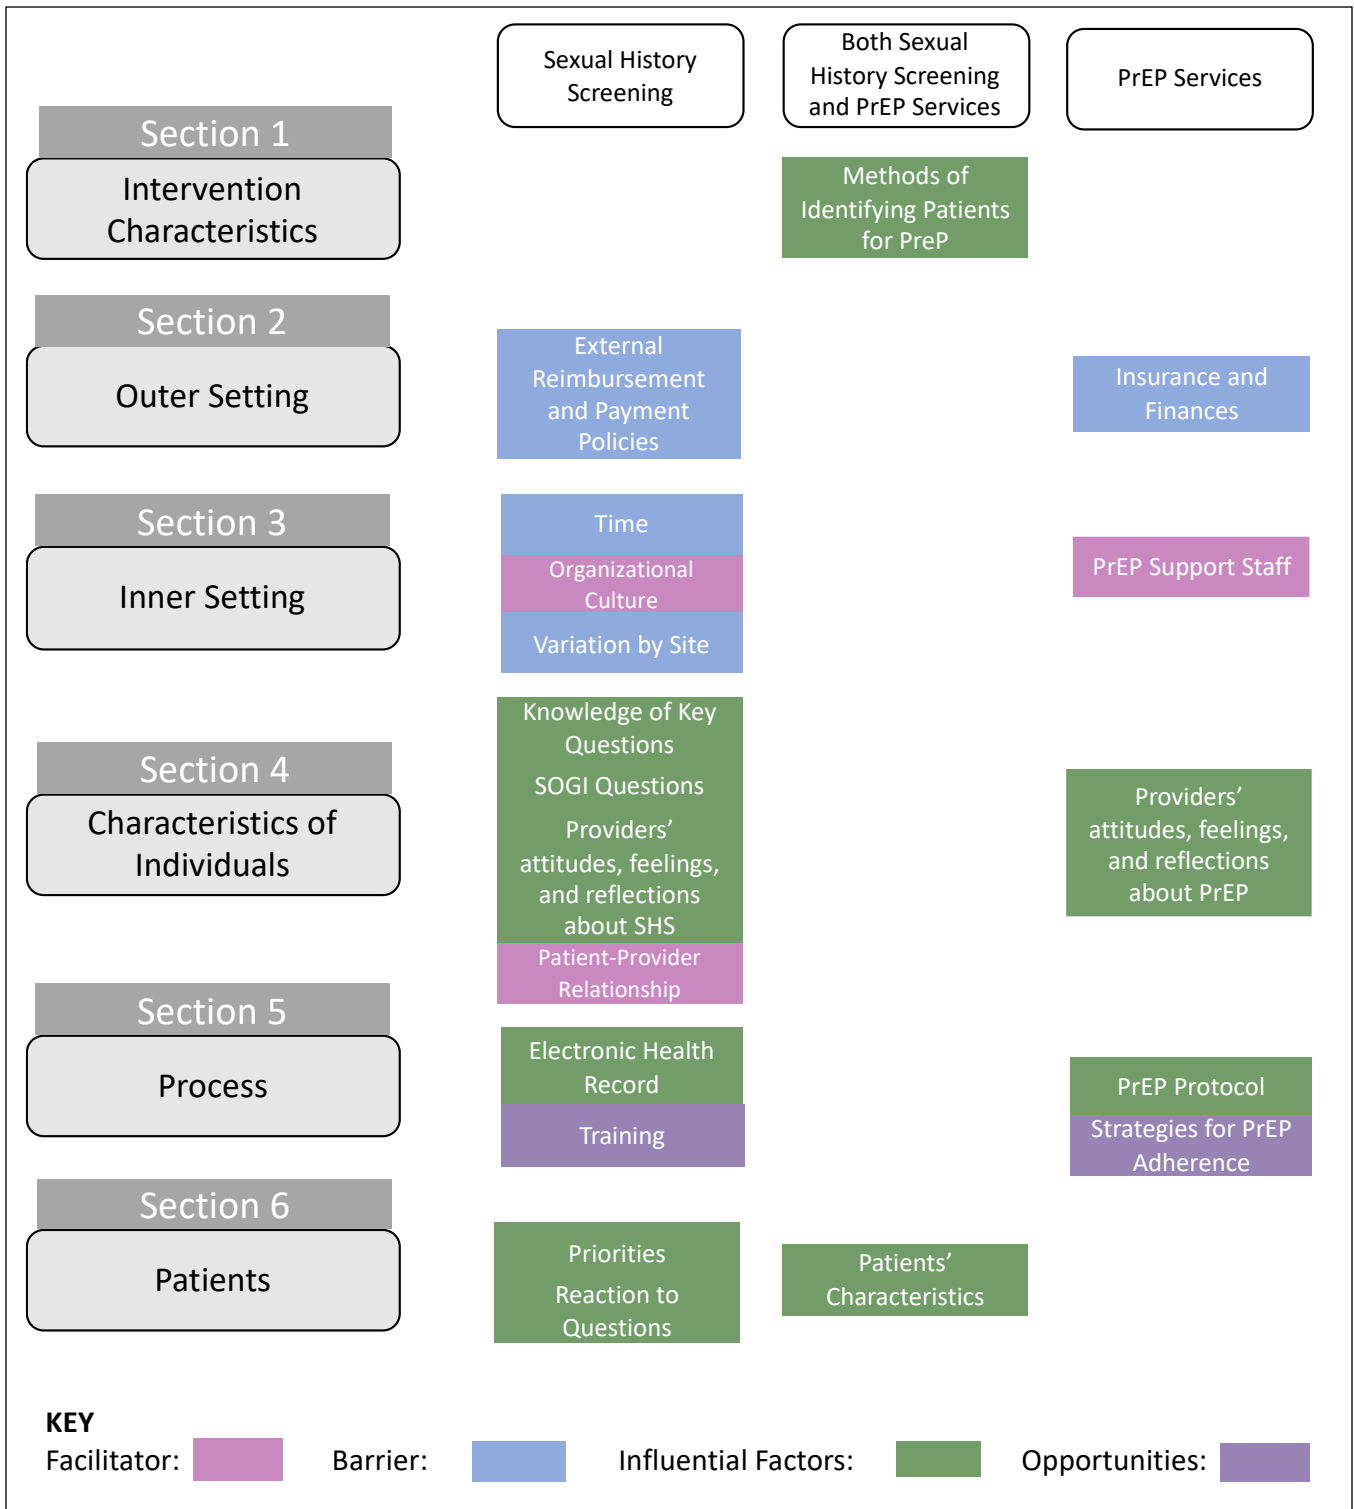 Sexual History
Screening
Both Sexual
History Screening
and PrEP Services
PrEP Services
Section 1
Intervention
Characteristics
Methods of
Identifying Patients
for PreP
Section 2
Outer Setting
External
Reimbursement
and Payment
Policies
Insurance and
Finances
Section 3
Inner Setting
Time
Organizational
Culture
Variation by Site
PrEP Support Staff
Section 4
Characteristics of
Individuals
Knowledge of Key
Questions
SOGI Questions
Providers’
attitudes, feelings,
and reflections
about SHS
Patient-Provider
Relationship
Providers’
attitudes, feelings,
and reflections
about PrEP
Section 5
Process
Electronic Health
Record
Training
PrEP Protocol
Strategies for PrEP
Adherence
Section 6
Patients
Priorities
Reaction to
Questions
Patients’
Characteristics
KEY
Facilitator: Barrier: Influential Factors: Opportunities: